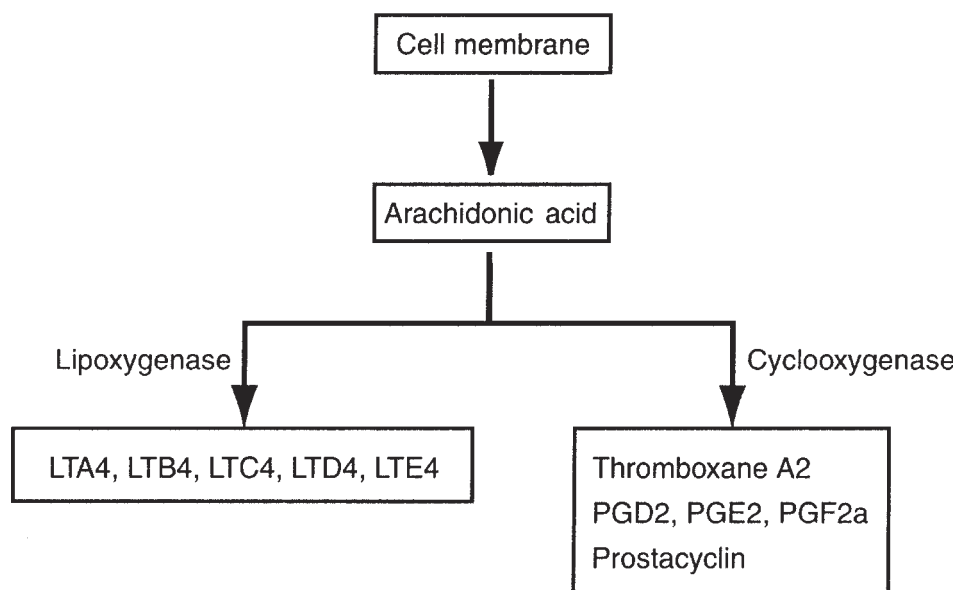 Cell membrane
Arachidonic acid
Lipoxygenase
Cyclooxygenase
LTA4, LTB4, LTC4, LTD4, LTE4
Thromboxane A2
PGD2, PGE2, PGF2a
Prostacyclin